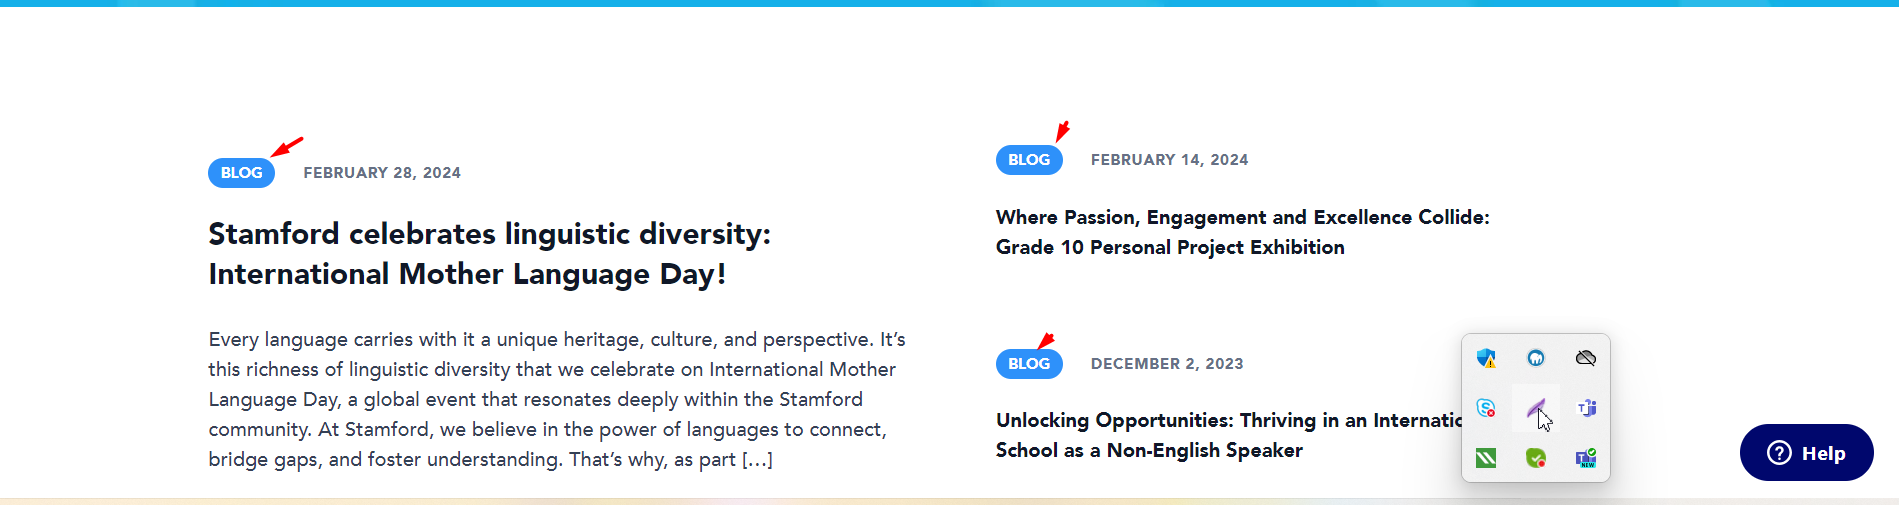 BLOG FEBRUARY 28, 2024
Stamford celebrates linguistic diversity:
International Mother Language Day!
Every language carries with it a unique heritage, culture, and perspective. It’s
this richness of linguistic diversity that we celebrate on International Mother
Language Day, a global event that resonates deeply within the Stamford
community. At Stamford, we believe in the power of languages to connect,
bridge gaps, and foster understanding. That’s why, as part […]
BLOG FEBRUARY 14, 2024
Where Passion, Engagement and Excellence Collide:
Grade 10 Personal Project Exhibition
BLOG DECEMBER 2, 2023
Unlocking Opportunities: Thriving in an Internatio
School as a Non-English Speaker
NEW
Help